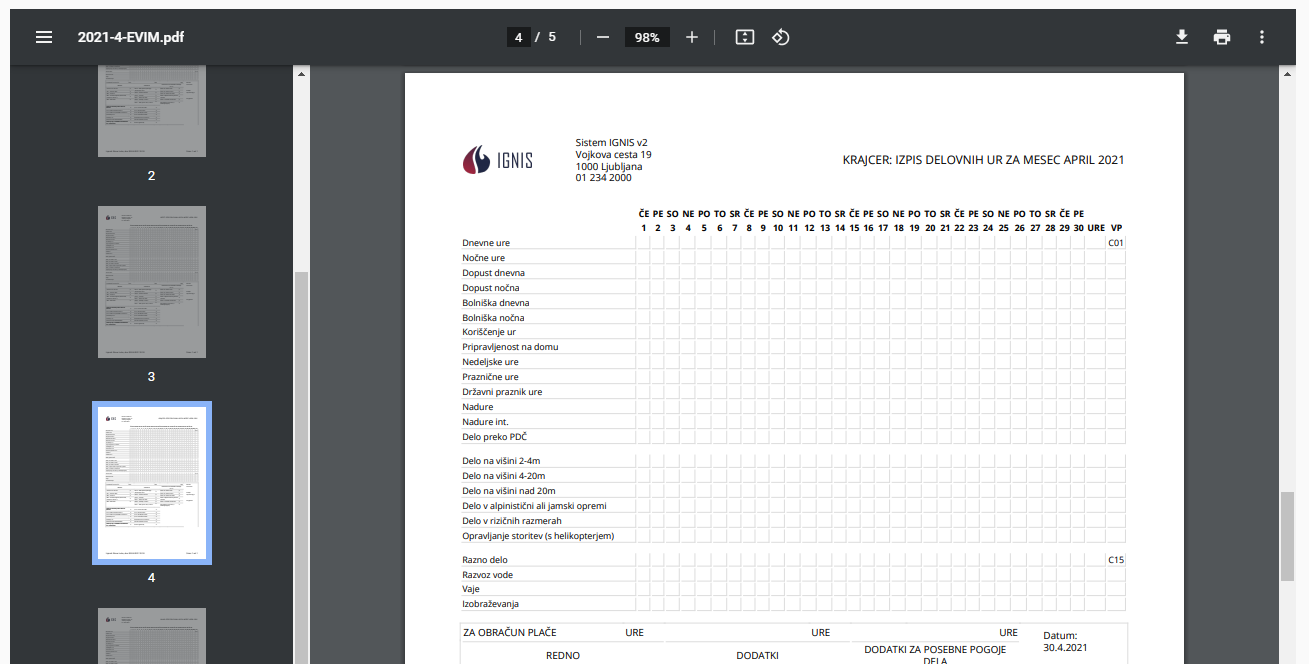 2021-4-EVIM.pdf
4 / 5
98%
2
3
4
IGNIS
Sistem IGNIS v2
Vojkova cesta 19
1000 Ljubljana
01 234 2000
KRAJCER: IZPIS DELOVNIH UR ZA MESEC APRIL 2021
ČE PE SO NE PO TO SR ČE PE SO NE PO TO SR ČE PE SO NE PO TO SR ČE PE SO NE PO TO SR ČE PE
1 2 3 4 5 6 7 8 9 10 11 12 13 14 15 16 17 18 19 20 21 22 23 24 25 26 27 28 29 30 URE VP
Dnevne ure C01
Nočne ure
Dopust dnevna
Dopust nočna
Bolniška dnevna
Bolniška nočna
Koriščenje ur
Pripravljenost na domu
Nedeljske ure
Praznične ure
Državni praznik ure
Nadure
Nadure int.
Delo preko PDČ
Delo na višini 2-4m
Delo na višini 4-20m
Delo na višini nad 20m
Delo v alpinistični ali jamski opremi
Delo v rizičnih razmerah
Opravljanje storitev (s helikopterjem)
Razno delo C15
Razvoz vode
Vaje
Izobraževanja
ZA OBRAČUN PLAČE URE URE URE
Datum:
30.4.2021
REDNO DODATKI DODATKI ZA POSEBNE POGOJE
DELA